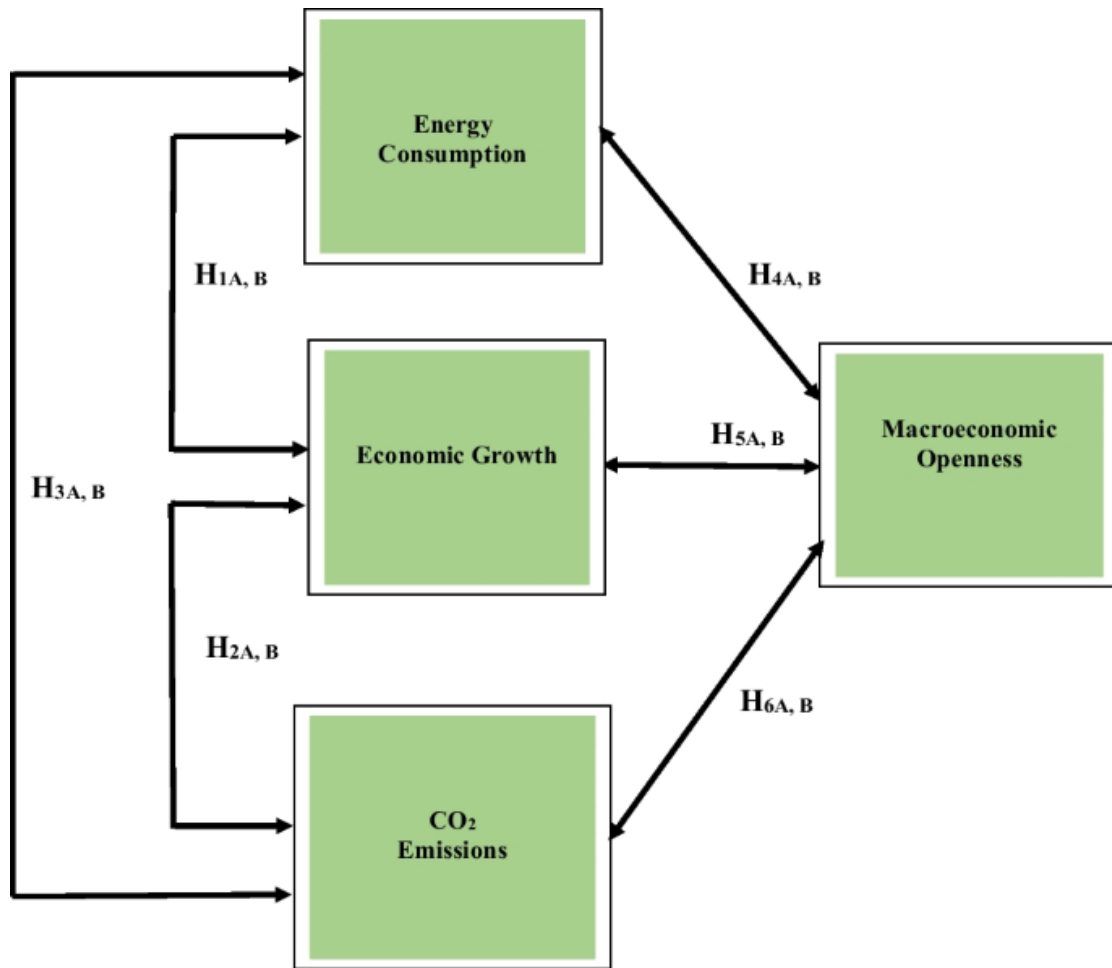 Energy
Consumption
H1A, B
H4A, B
Economic Growth
H5A, B
Macroeconomic
Openness
H3A, B
H2A, B
H6A, B
CO₂
Emissions